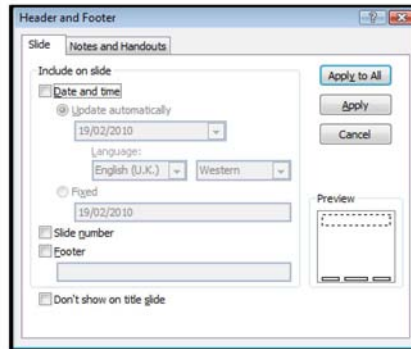 Header and Footer
Slide Notes and Handouts
Include on slide
Date and time
Update automatically
19/02/2010
Language:
English (U.K.) Western
Fixed
19/02/2010
Slide number
Footer
Don't show on title slide
Apply to All
Apply
Cancel
Preview